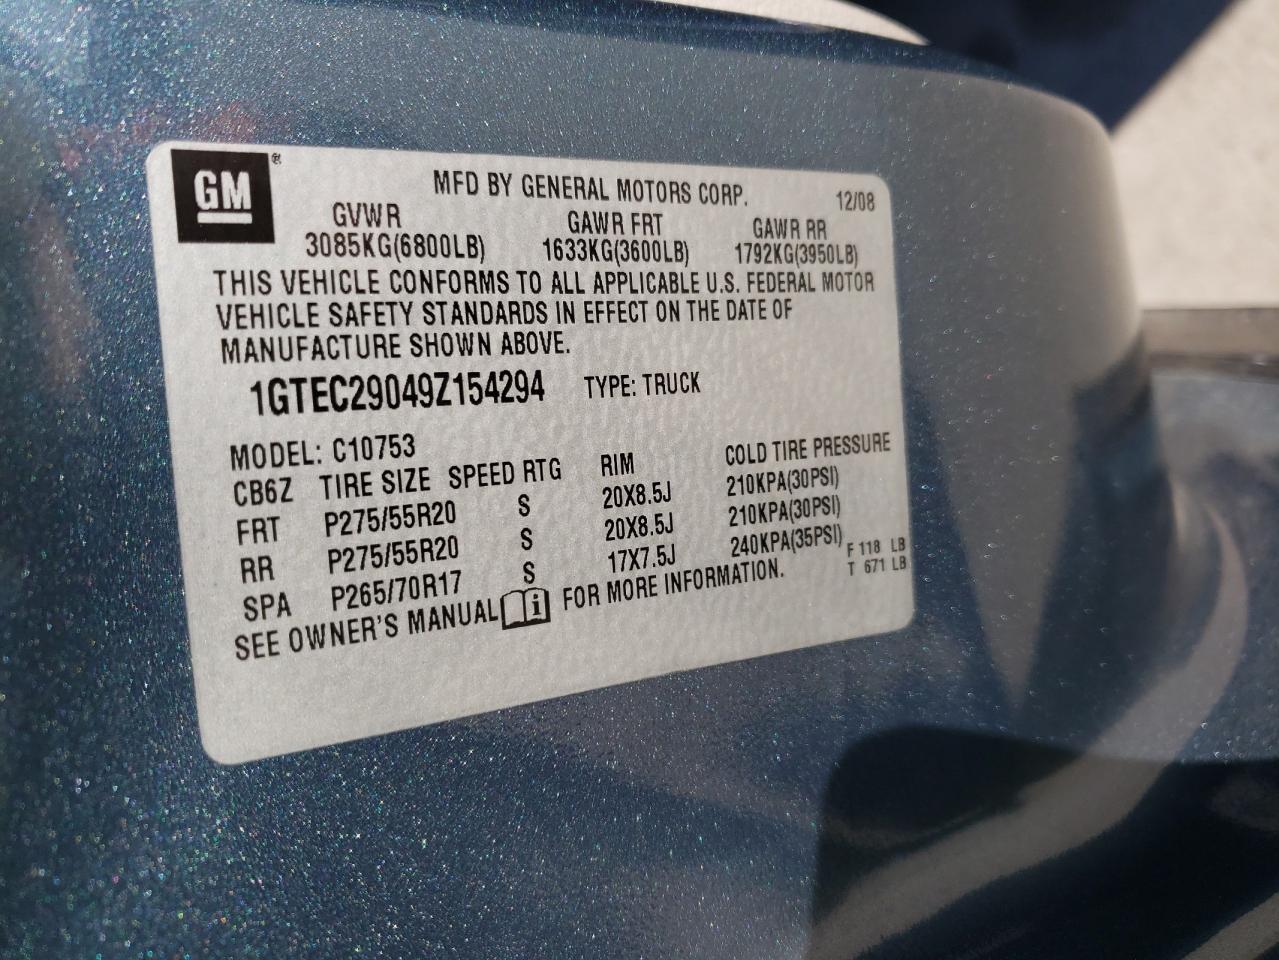 GM®
MFD BY GENERAL MOTORS CORP. 12/08
GVWR GAWR FRT GAWR RR
3085KG(6800LB) 1633KG(3600LB) 1792KG(3950LB)
THIS VEHICLE CONFORMS TO ALL APPLICABLE U.S. FEDERAL MOTOR
VEHICLE SAFETY STANDARDS IN EFFECT ON THE DATE OF
MANUFACTURE SHOWN ABOVE.
1GTEC29049Z154294 TYPE: TRUCK
MODEL: C10753
CB6Z TIRE SIZE SPEED RTG RIM COLD TIRE PRESSURE
FRT P275/55R20 S 20X8.5J 210KPA(30PSI)
RR P275/55R20 S 20X8.5J 210KPA(30PSI)
SPA P265/70R17 S 17X7.5J 240KPA(35PSI)
F 118 LB
T 671 LB
SEE OWNER'S MANUAL i FOR MORE INFORMATION.